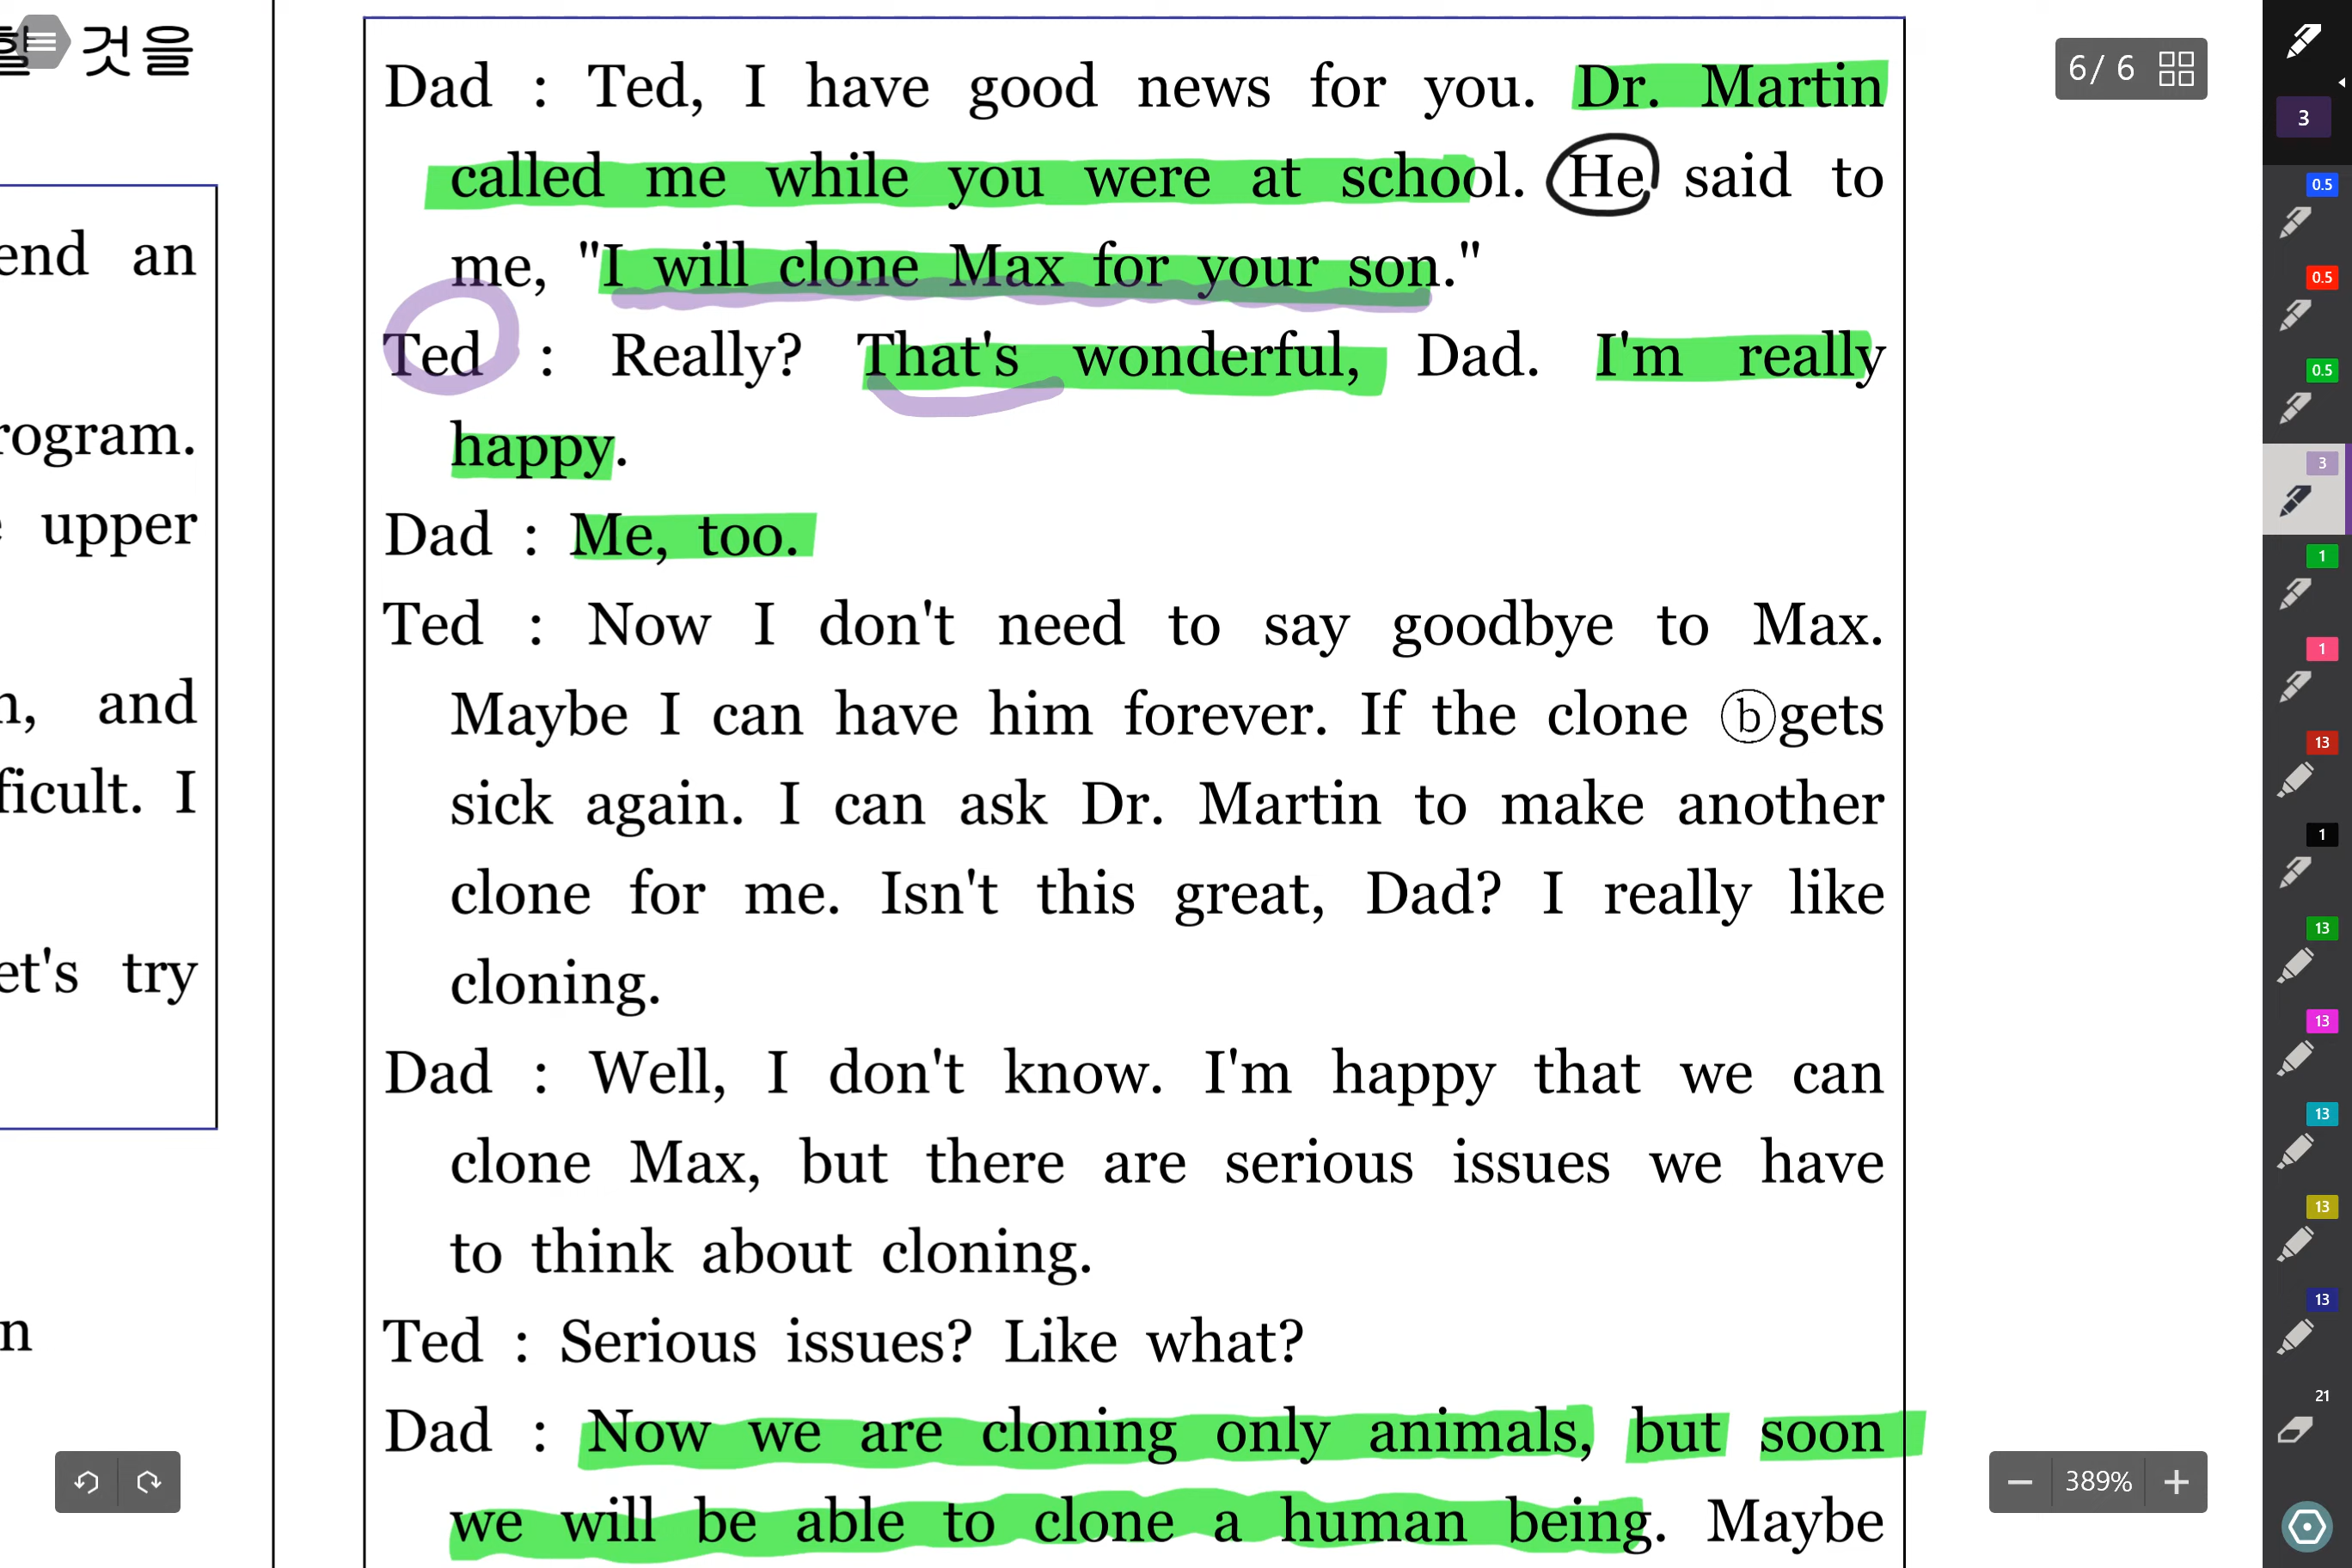 것을
end an
rogram.
upper
n, and
ficult. I
et's try
n
Dad : Ted, I have good news for you. Dr. Martin
called me while you were at school. He said to
me, "I will clone Max for your son."
Ted : Really? That's wonderful, Dad. I'm really
happy.
Dad : Me, too.
Ted : Now I don't need to say goodbye to Max.
Maybe I can have him forever. If the clone ⓑgets
sick again. I can ask Dr. Martin to make another
clone for me. Isn't this great, Dad? I really like
cloning.
Dad : Well, I don't know. I'm happy that we can
clone Max, but there are serious issues we have
to think about cloning.
Ted : Serious issues? Like what?
Dad : Now we are cloning only animals, but soon
we will be able to clone a human being. Maybe
6/ 6
389%
3
0.5
0.5
0.5
3
1
1
13
1
13
13
13
13
13
21